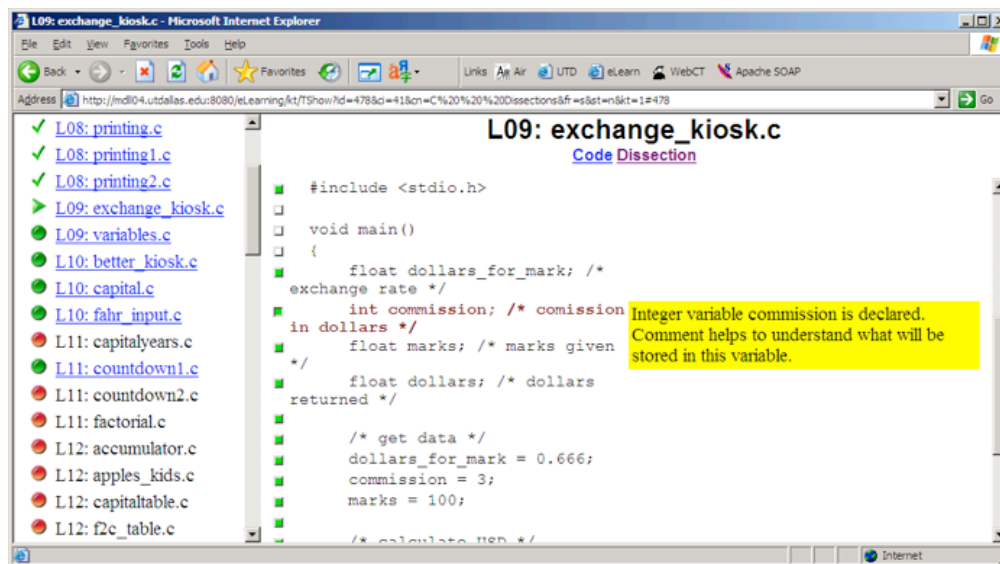 L09: exchange_kiosk.c - Microsoft Internet Explorer
File Edit View Favorites Tools Help
Back Favorites Links Air UTD eLearn WebCT Apache SOAP
Address http://mdl04.utdallas.edu:8080/eLearning/kt/TShow?id=478&ci=41&cn=C%20%20%20Dissections&fr=s&st=n&kt=1#478 Go
L08: printing.c
L08: printing1.c
L08: printing2.c
L09: exchange_kiosk.c
L09: variables.c
L10: better_kiosk.c
L10: capital.c
L10: fahr_input.c
L11: capitalyears.c
L11: countdown1.c
L11: countdown2.c
L11: factorial.c
L12: accumulator.c
L12: apples_kids.c
L12: capitaltable.c
L12: f2c_table.c
L09: exchange_kiosk.c
Code Dissection
#include <stdio.h>
void main()
{
float dollars_for_mark; /*
exchange rate */
int commission; /* comission
in dollars */
float marks; /* marks given
*/
float dollars; /* dollars
returned */
/* get data */
dollars_for_mark = 0.666;
commission = 3;
marks = 100;
/* calculate USD */
Integer variable commission is declared.
Comment helps to understand what will be
stored in this variable.
Internet